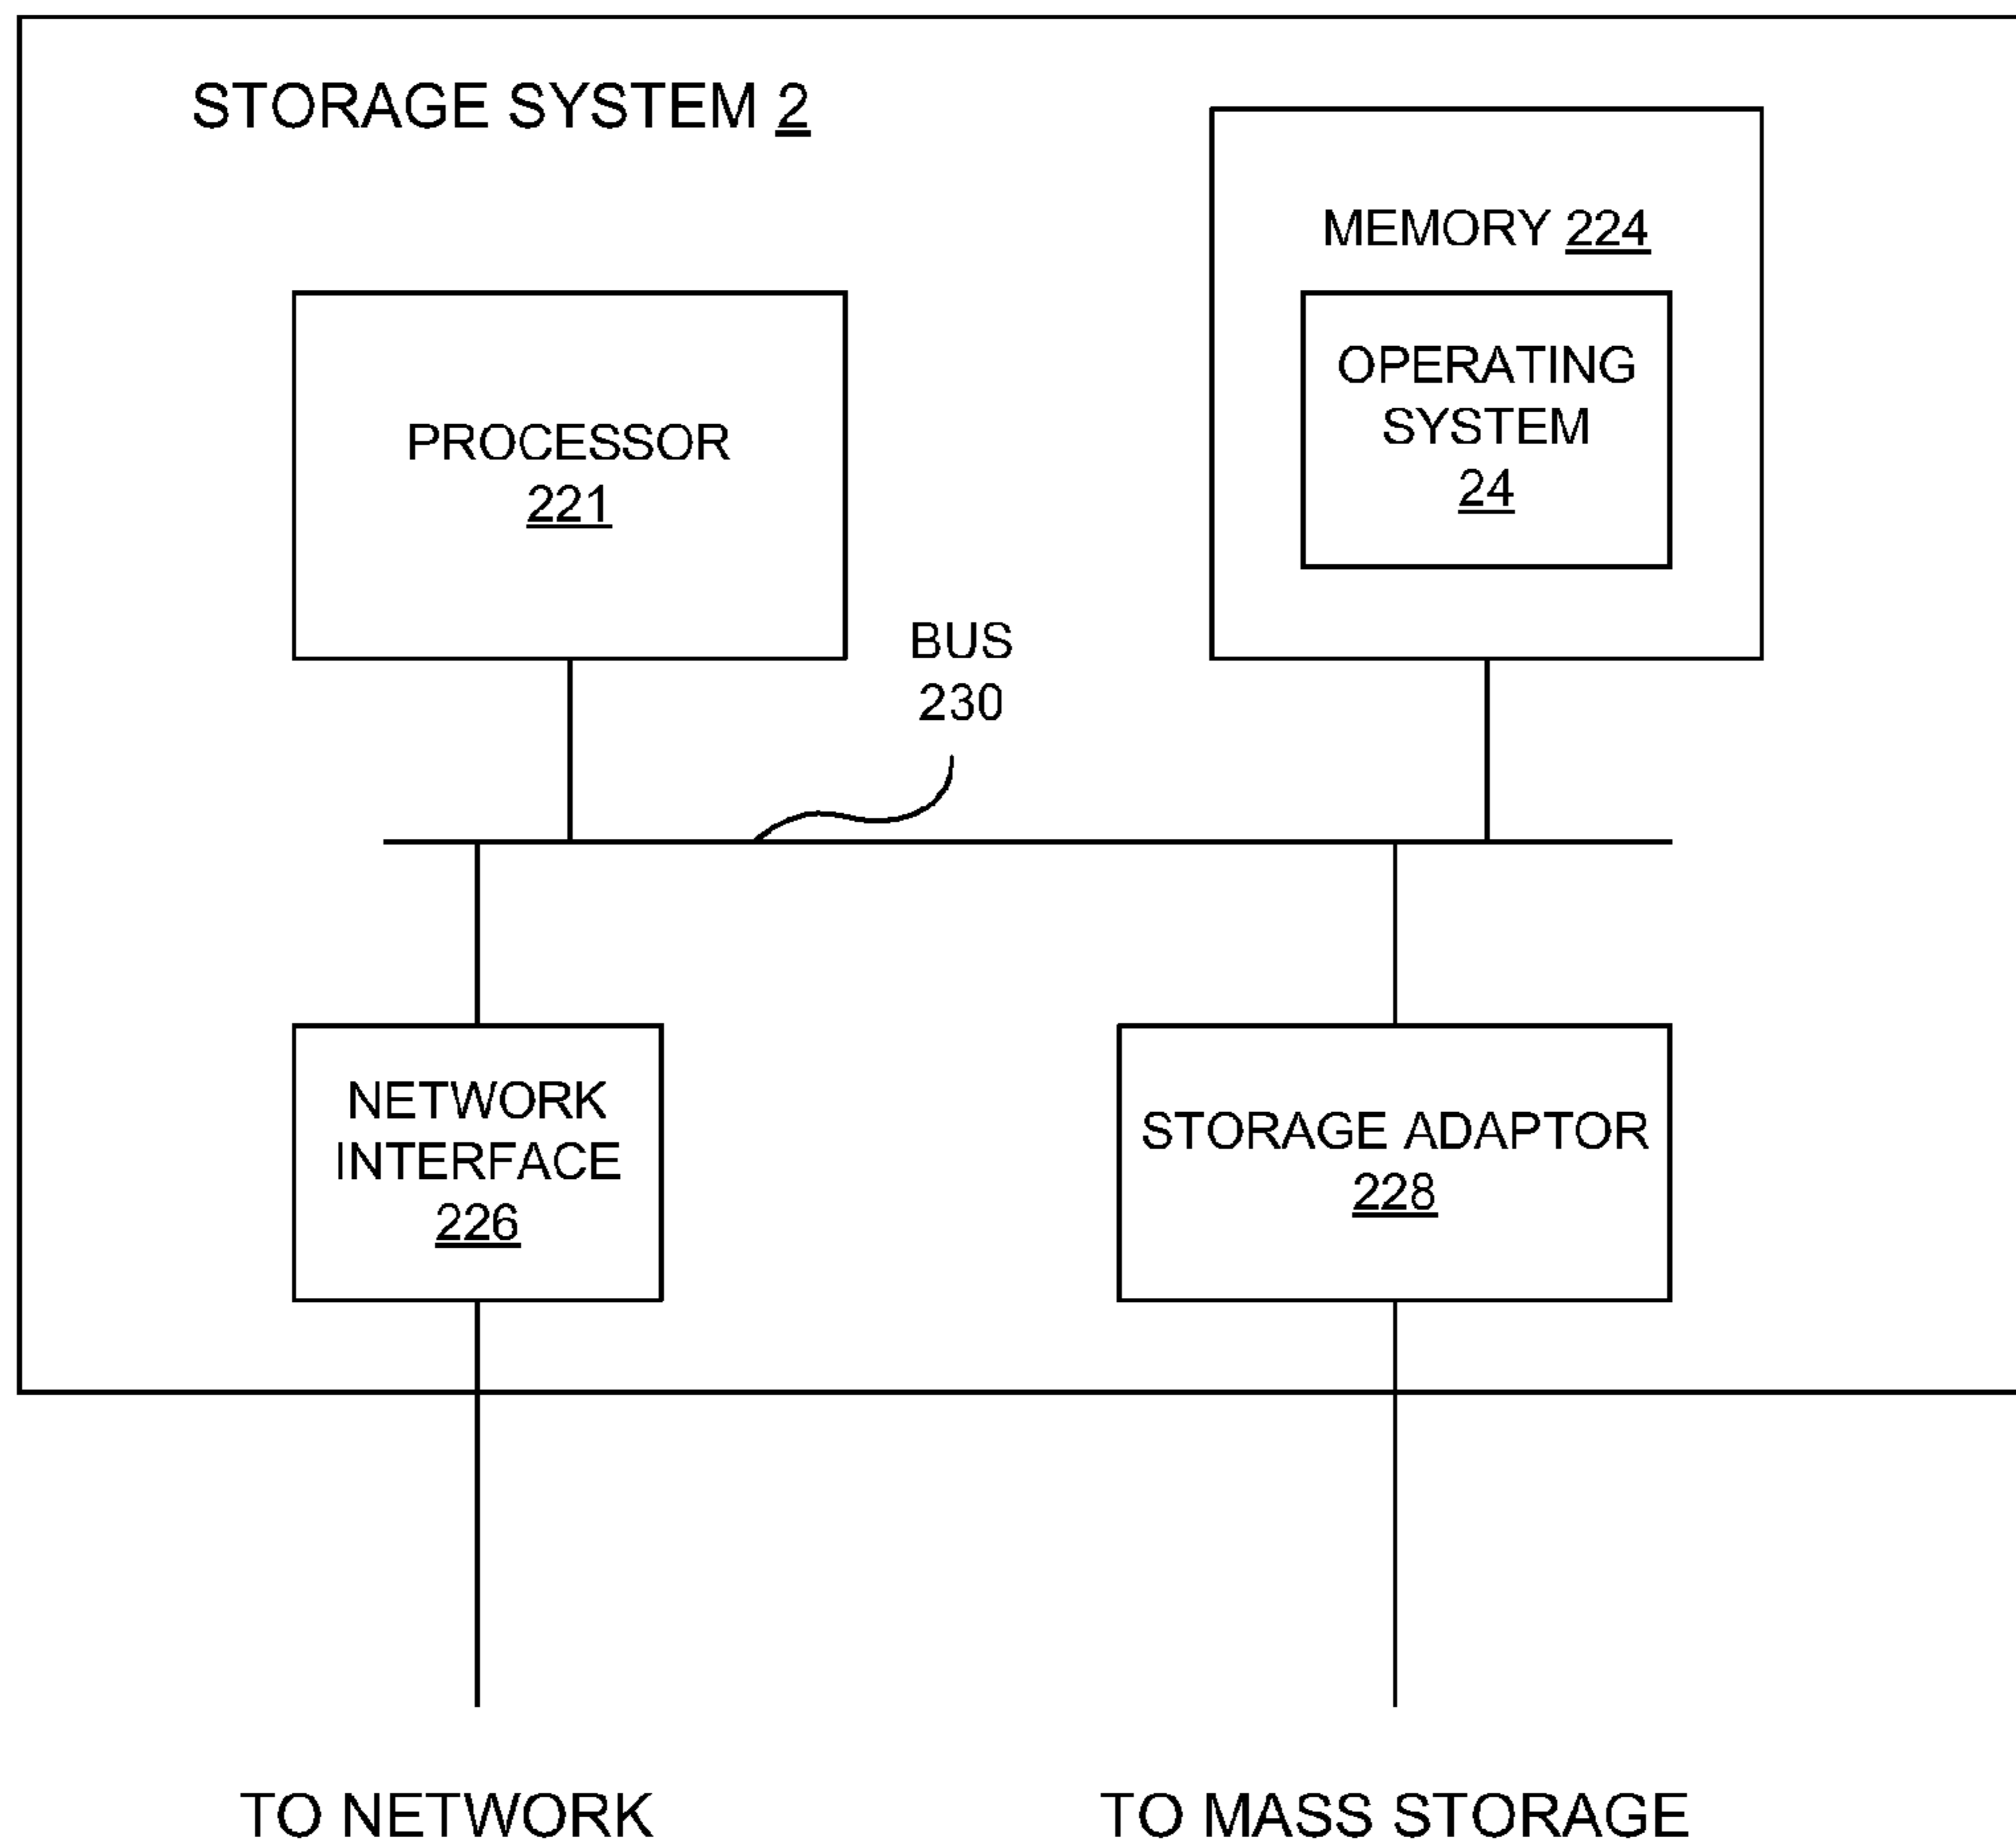 STORAGE SYSTEM 2
MEMORY 224
OPERATING
SYSTEM
24
PROCESSOR
221
BUS
230
NETWORK
INTERFACE
226
STORAGE ADAPTOR
228
TO NETWORK
TO MASS STORAGE